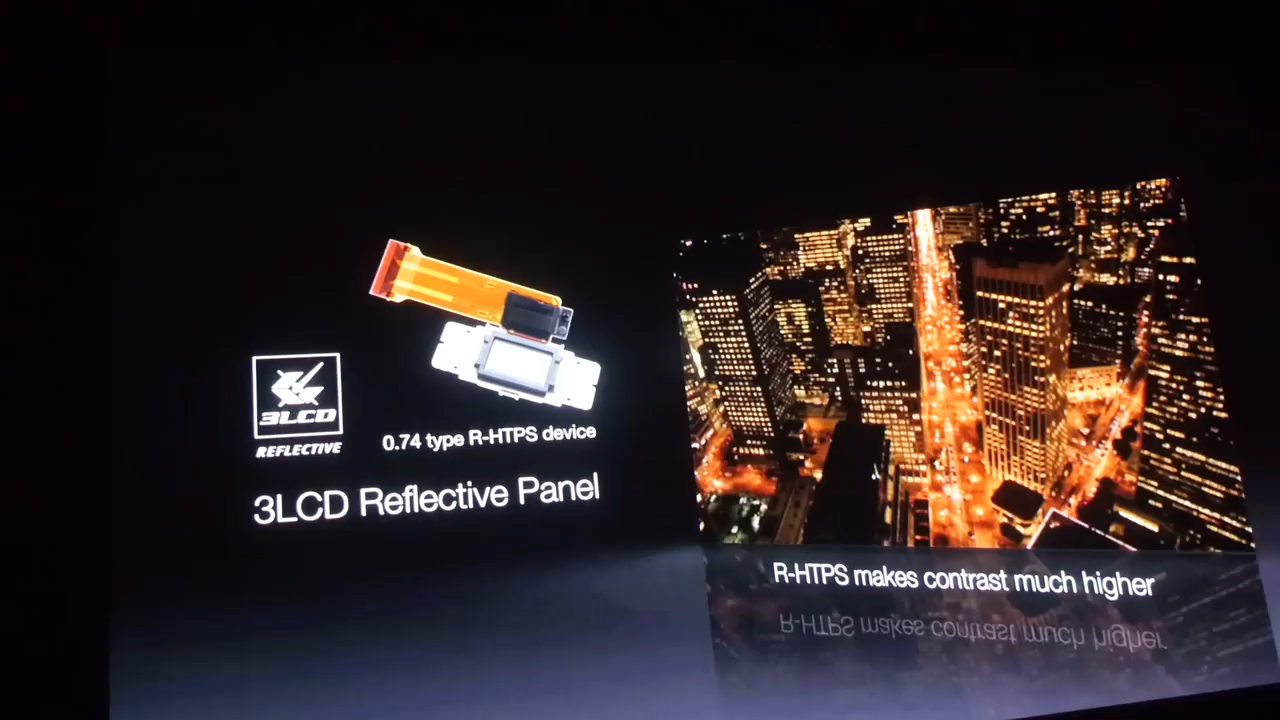 3LCD
REFLECTIVE
0.74 type R-HTPS device
3LCD Reflective Panel
R-HTPS makes contrast much higher
R-HTPS makes contrast much higher